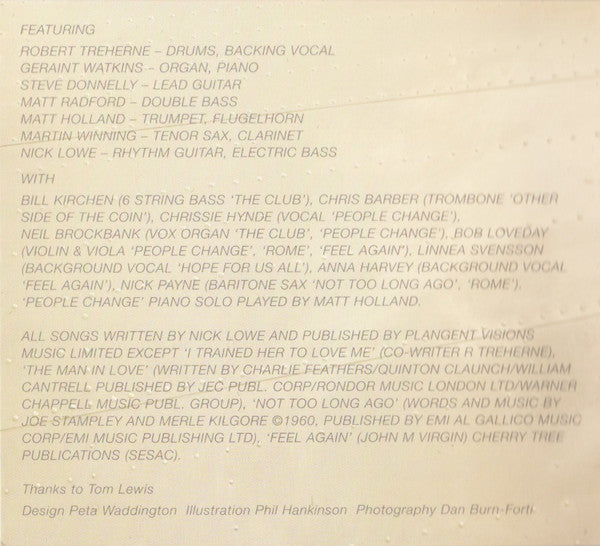 FEATURING
ROBERT TREHERNE – DRUMS, BACKING VOCAL
GERAINT WATKINS – ORGAN, PIANO
STEVE DONNELLY – LEAD GUITAR
MATT RADFORD – DOUBLE BASS
MATT HOLLAND – TRUMPET, FLUGELHORN
MARTIN WINNING – TENOR SAX, CLARINET
NICK LOWE – RHYTHM GUITAR, ELECTRIC BASS
WITH
BILL KIRCHEN (6 STRING BASS ‘THE CLUB’), CHRIS BARBER (TROMBONE ‘OTHER
SIDE OF THE COIN’), CHRISSIE HYNDE (VOCAL ‘PEOPLE CHANGE’),
NEIL BROCKBANK (VOX ORGAN ‘THE CLUB’, ‘PEOPLE CHANGE’), BOB LOVEDAY
(VIOLIN & VIOLA ‘PEOPLE CHANGE’, ‘ROME’, ‘FEEL AGAIN’), LINNEA SVENSSON
(BACKGROUND VOCAL ‘HOPE FOR US ALL’), ANNA HARVEY (BACKGROUND VOCAL
‘FEEL AGAIN’), NICK PAYNE (BARITONE SAX ‘NOT TOO LONG AGO’, ‘ROME’).
‘PEOPLE CHANGE’ PIANO SOLO PLAYED BY MATT HOLLAND.
ALL SONGS WRITTEN BY NICK LOWE AND PUBLISHED BY PLANGENT VISIONS
MUSIC LIMITED EXCEPT ‘I TRAINED HER TO LOVE ME’ (CO-WRITER R TREHERNE),
‘THE MAN IN LOVE’ (WRITTEN BY CHARLIE FEATHERS/QUINTON CLAUNCH/WILLIAM
CANTRELL PUBLISHED BY JEC PUBL. CORP/RONDOR MUSIC LONDON LTD/WARNER
CHAPPELL MUSIC PUBL. GROUP), ‘NOT TOO LONG AGO’ (WORDS AND MUSIC BY
JOE STAMPLEY AND MERLE KILGORE ©1960, PUBLISHED BY EMI AL GALLICO MUSIC
CORP/EMI MUSIC PUBLISHING LTD), ‘FEEL AGAIN’ (JOHN M VIRGIN) CHERRY TREE
PUBLICATIONS (SESAC).
Thanks to Tom Lewis
Design Peta Waddington Illustration Phil Hankinson Photography Dan Burn-Forti